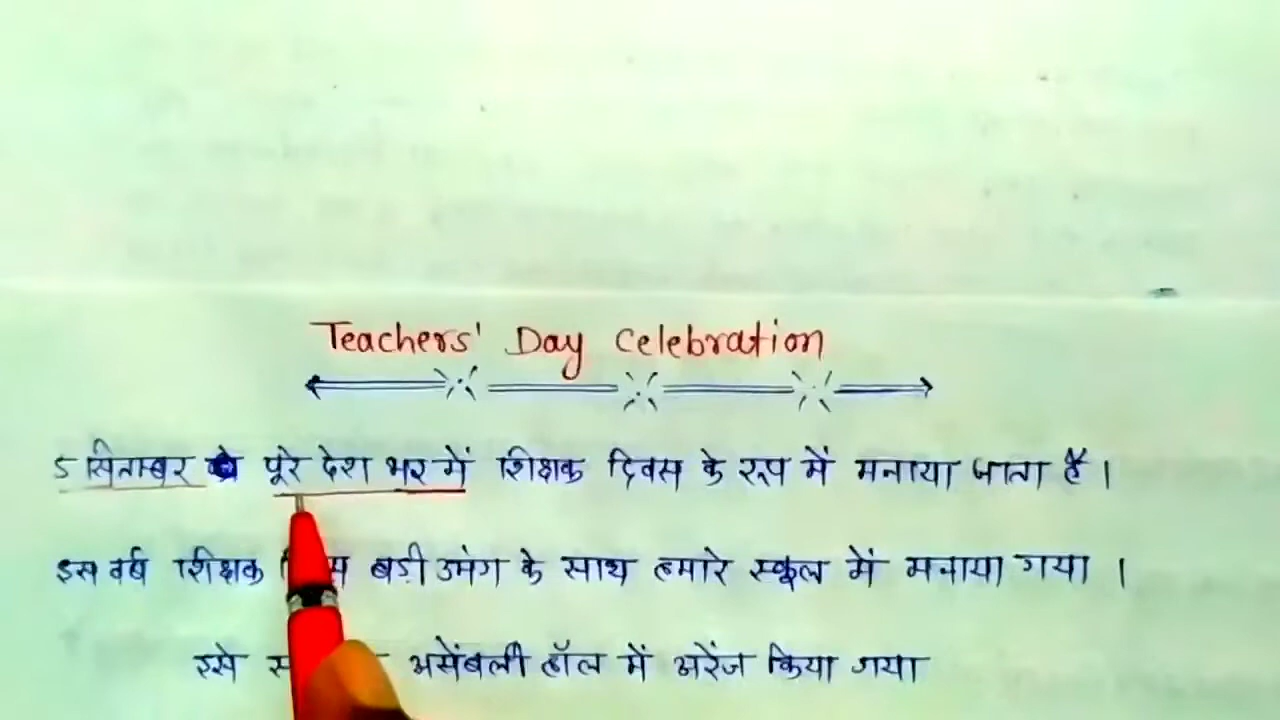 Teachers' Day Celebration
5 सितम्बर पूरे देश भर में शिक्षक दिवस के रूप में मनाया जाता है।
इस वर्ष शिक्षक बड़ी उमंग के साथ हमारे स्कूल में मनाया गया ।
इसे असेंबली हॉल में अरेंज किया गया